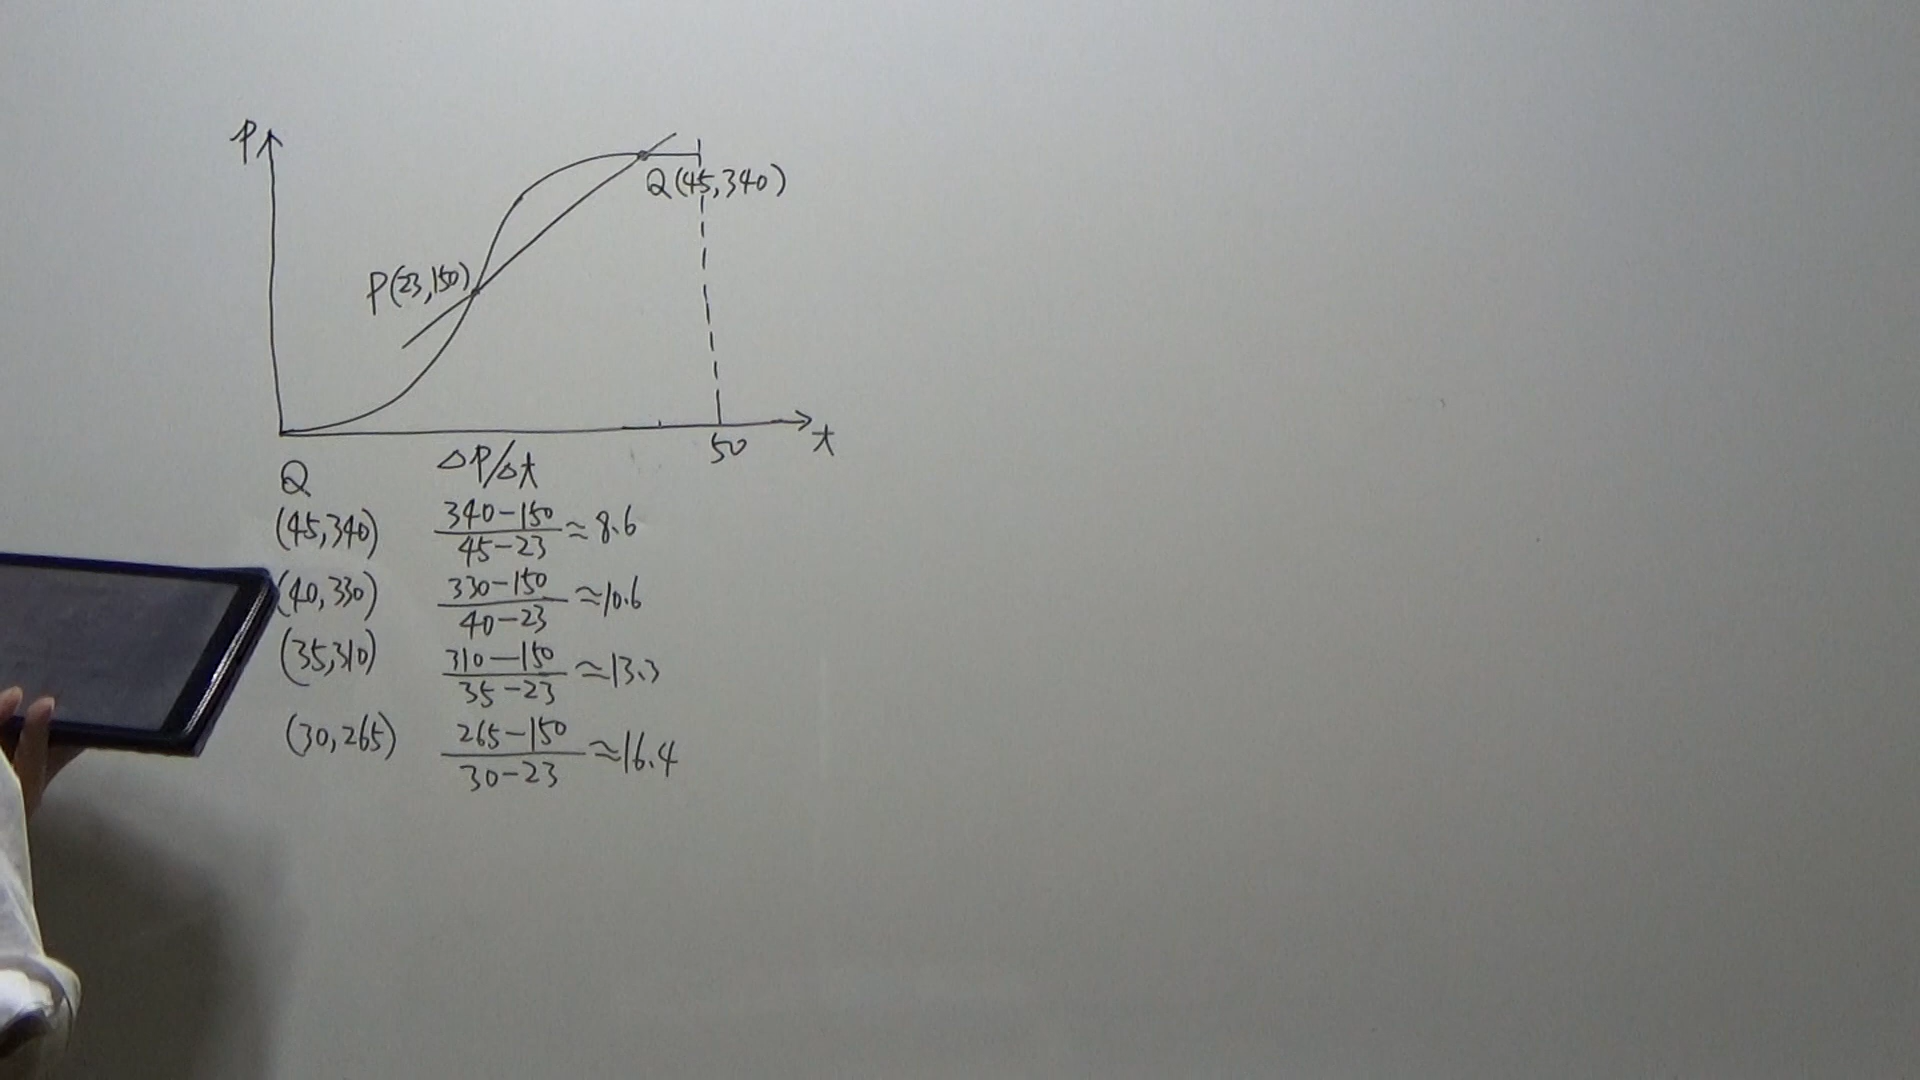 P
Q(45,340)
P(23,150)
50
t
Q ΔP/Δt
(45,340) (340-150)/(45-23) ≈ 8.6
(40,330) (330-150)/(40-23) ≈ 10.6
(35,310) (310-150)/(35-23) ≈ 13.3
(30,265) (265-150)/(30-23) ≈ 16.4